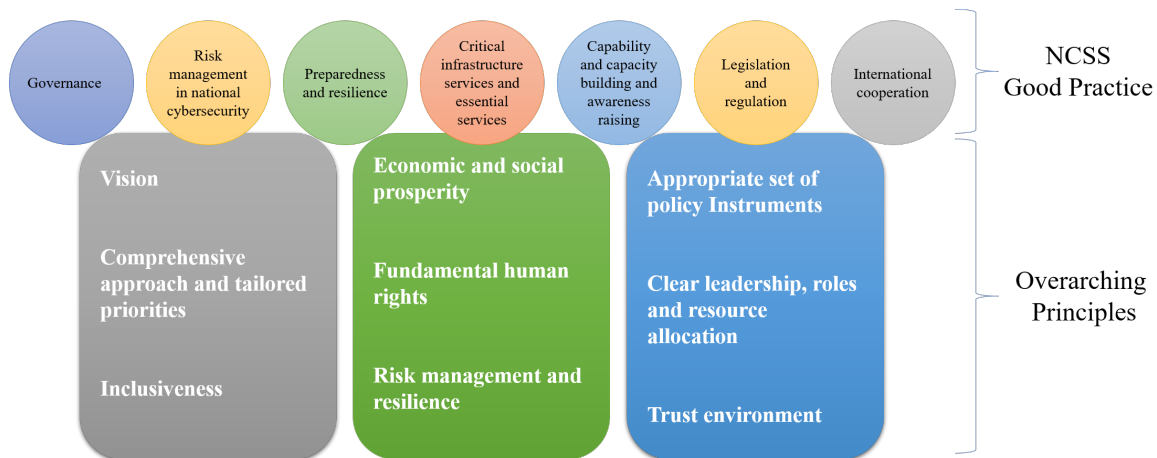 Governance
Risk
management
in national
cybersecurity
Preparedness
and resilience
Critical
infrastructure
services and
essential
services
Capability
and capacity
building and
awareness
raising
Legislation
and
regulation
International
cooperation
NCSS
Good Practice
Vision
Comprehensive
approach and tailored
priorities
Inclusiveness
Economic and social
prosperity
Fundamental human
rights
Risk management and
resilience
Appropriate set of
policy Instruments
Clear leadership, roles
and resource
allocation
Trust environment
Overarching
Principles